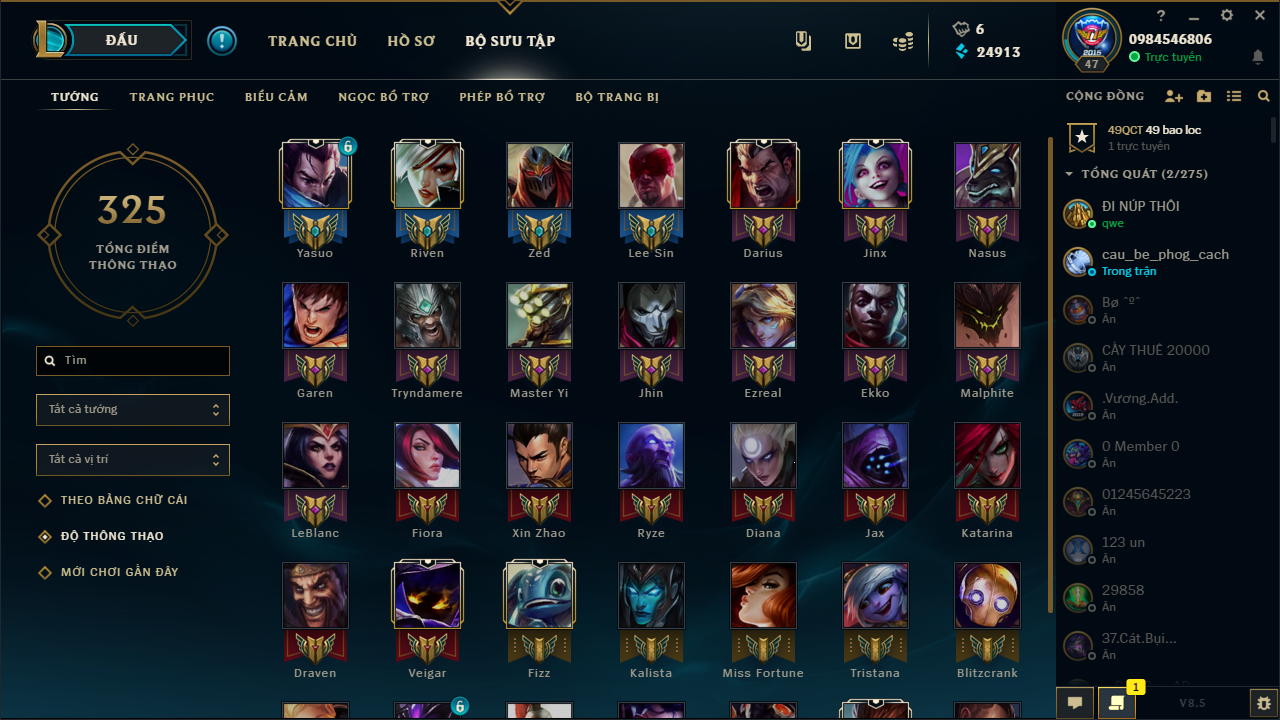 ĐẤU
TRANG CHỦ
HỒ SƠ
BỘ SƯU TẬP
6
24913
2015
47
0984546806
Trực tuyến
TƯỚNG
TRANG PHỤC
BIỂU CẢM
NGỌC BỔ TRỢ
PHÉP BỔ TRỢ
BỘ TRANG BỊ
CỘNG ĐỒNG
325
TỔNG ĐIỂM
THÔNG THẠO
Tìm
Tất cả tướng
Tất cả vị trí
THEO BẢNG CHỮ CÁI
ĐỘ THÔNG THẠO
MỚI CHƠI GẦN ĐÂY
6
Yasuo
Riven
Zed
Lee Sin
Darius
Jinx
Nasus
Garen
Tryndamere
Master Yi
Jhin
Ezreal
Ekko
Malphite
LeBlanc
Fiora
Xin Zhao
Ryze
Diana
Jax
Katarina
Draven
Veigar
Fizz
Kalista
Miss Fortune
Tristana
Blitzcrank
6
49QCT 49 bao loc
1 trực tuyến
TỔNG QUÁT (2/275)
ĐI NÚP THÔI
qwe
cau_be_phog_cach
Trong trận
Bø ˆºˆ
Ẩn
CÀY THUÊ 20000
Ẩn
.Vương.Add.
Ẩn
0 Member 0
Ẩn
01245645223
Ẩn
123 un
Ẩn
29858
Ẩn
37.Cát.Bụi...
Ẩn
1
V8.5